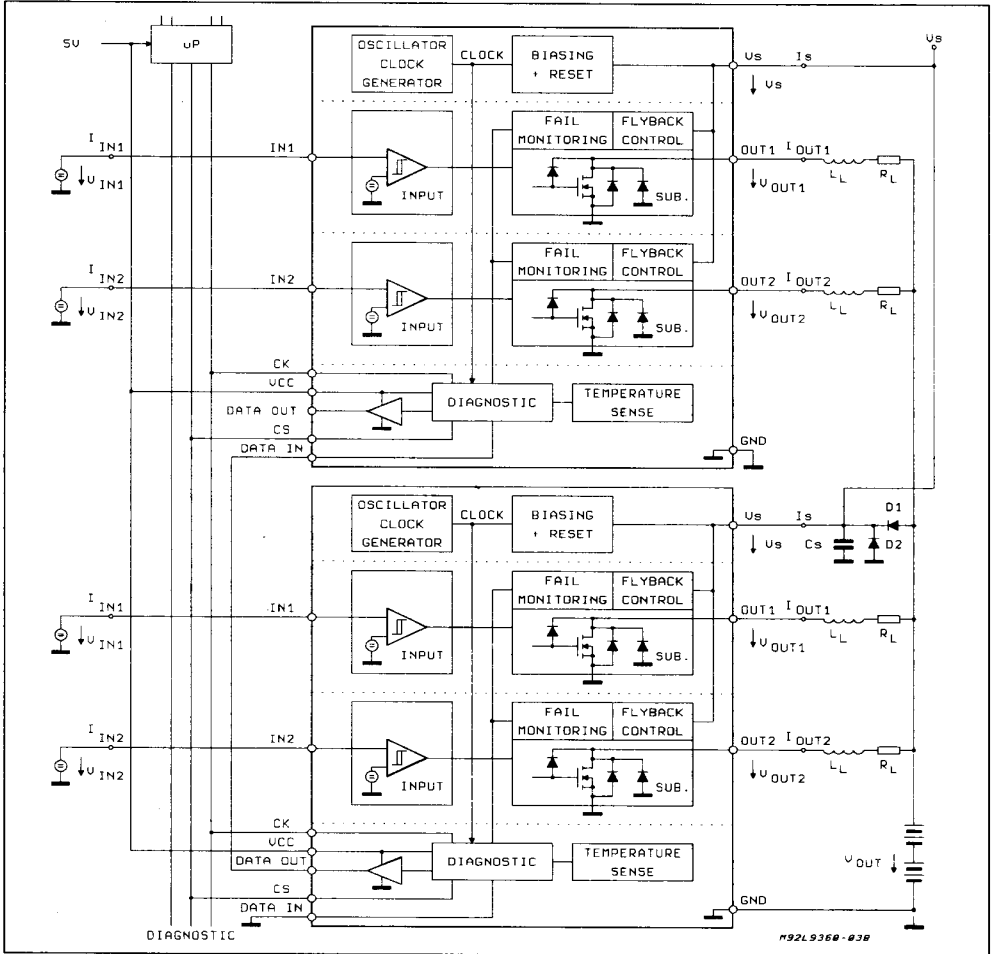 5V
uP
OSCILLATOR
CLOCK
GENERATOR
CLOCK
BIASING
+ RESET
Vs
Is
Vs
Vs
FAIL
MONITORING
FLYBACK
CONTROL
I IN1
V IN1
IN1
INPUT
SUB.
OUT1
I OUT1
V OUT1
LL
RL
FAIL
MONITORING
FLYBACK
CONTROL
I IN2
V IN2
IN2
INPUT
SUB.
OUT2
I OUT2
V OUT2
LL
RL
CK
VCC
DATA OUT
CS
DATA IN
DIAGNOSTIC
TEMPERATURE
SENSE
GND
OSCILLATOR
CLOCK
GENERATOR
CLOCK
BIASING
+ RESET
Vs
Is
Vs
Cs
D1
D2
FAIL
MONITORING
FLYBACK
CONTROL
I IN1
V IN1
IN1
INPUT
SUB.
OUT1
I OUT1
V OUT1
LL
RL
FAIL
MONITORING
FLYBACK
CONTROL
I IN2
V IN2
IN2
INPUT
SUB.
OUT2
I OUT2
V OUT2
LL
RL
CK
VCC
DATA OUT
CS
DATA IN
DIAGNOSTIC
TEMPERATURE
SENSE
V OUT
GND
DIAGNOSTIC
M92L9360-03B